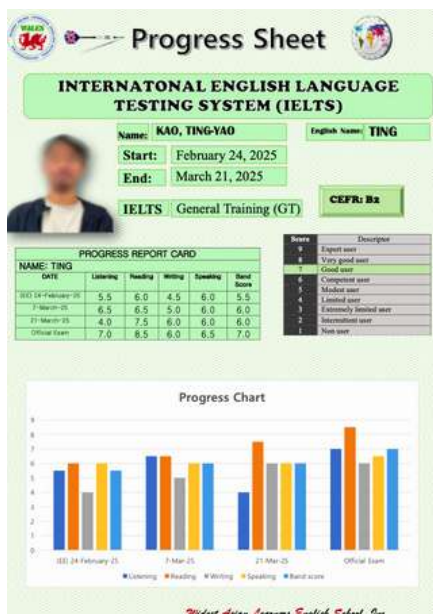 WALES
Progress Sheet
INTERNATONAL ENGLISH LANGUAGE
TESTING SYSTEM (IELTS)
Name: KAO, TING-YAO
English Name: TING
Start: February 24, 2025
End: March 21, 2025
IELTS General Training (GT)
CEFR: B2
PROGRESS REPORT CARD
NAME: TING
DATE Listening Reading Writing Speaking Band Score
(EE) 24-February-25 5.5 6.0 4.5 6.0 5.5
7-March-25 6.5 6.5 5.0 6.0 6.0
21-March-25 4.0 7.5 6.0 6.0 6.0
Official Exam 7.0 8.5 6.0 6.5 7.0
Score Descriptor
9 Expert user
8 Very good user
7 Good user
6 Competent user
5 Modest user
4 Limited user
3 Extremely limited user
2 Intermittent user
1 Non user
Progress Chart
9
8
7
6
5
4
3
2
1
0
(EE) 24-February-25 7-Mar-25 21-Mar-25 Official Exam
Listening Reading Writing Speaking Band score
English School, Inc